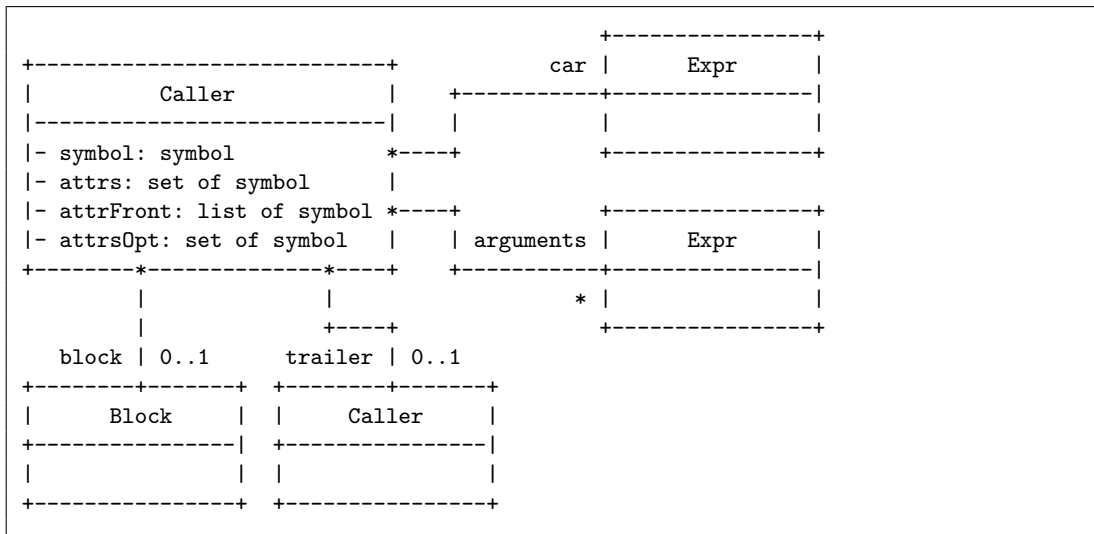 +----------------+
+----------------------------+            car |      Expr      |
|          Caller            |    +-----------+----------------|
|----------------------------|    |           |                |
|- symbol: symbol            *----+           +----------------+
|- attrs: set of symbol      |
|- attrFront: list of symbol *----+           +----------------+
|- attrsOpt: set of symbol   |    | arguments |      Expr      |
+--------*--------------*----+    +-----------+----------------|
         |              |                   * |                |
         |              +----+                +----------------+
   block | 0..1      trailer | 0..1
+--------+-------+  +--------+-------+
|      Block     |  |     Caller     |
+----------------|  +----------------|
|                |  |                |
+----------------+  +----------------+